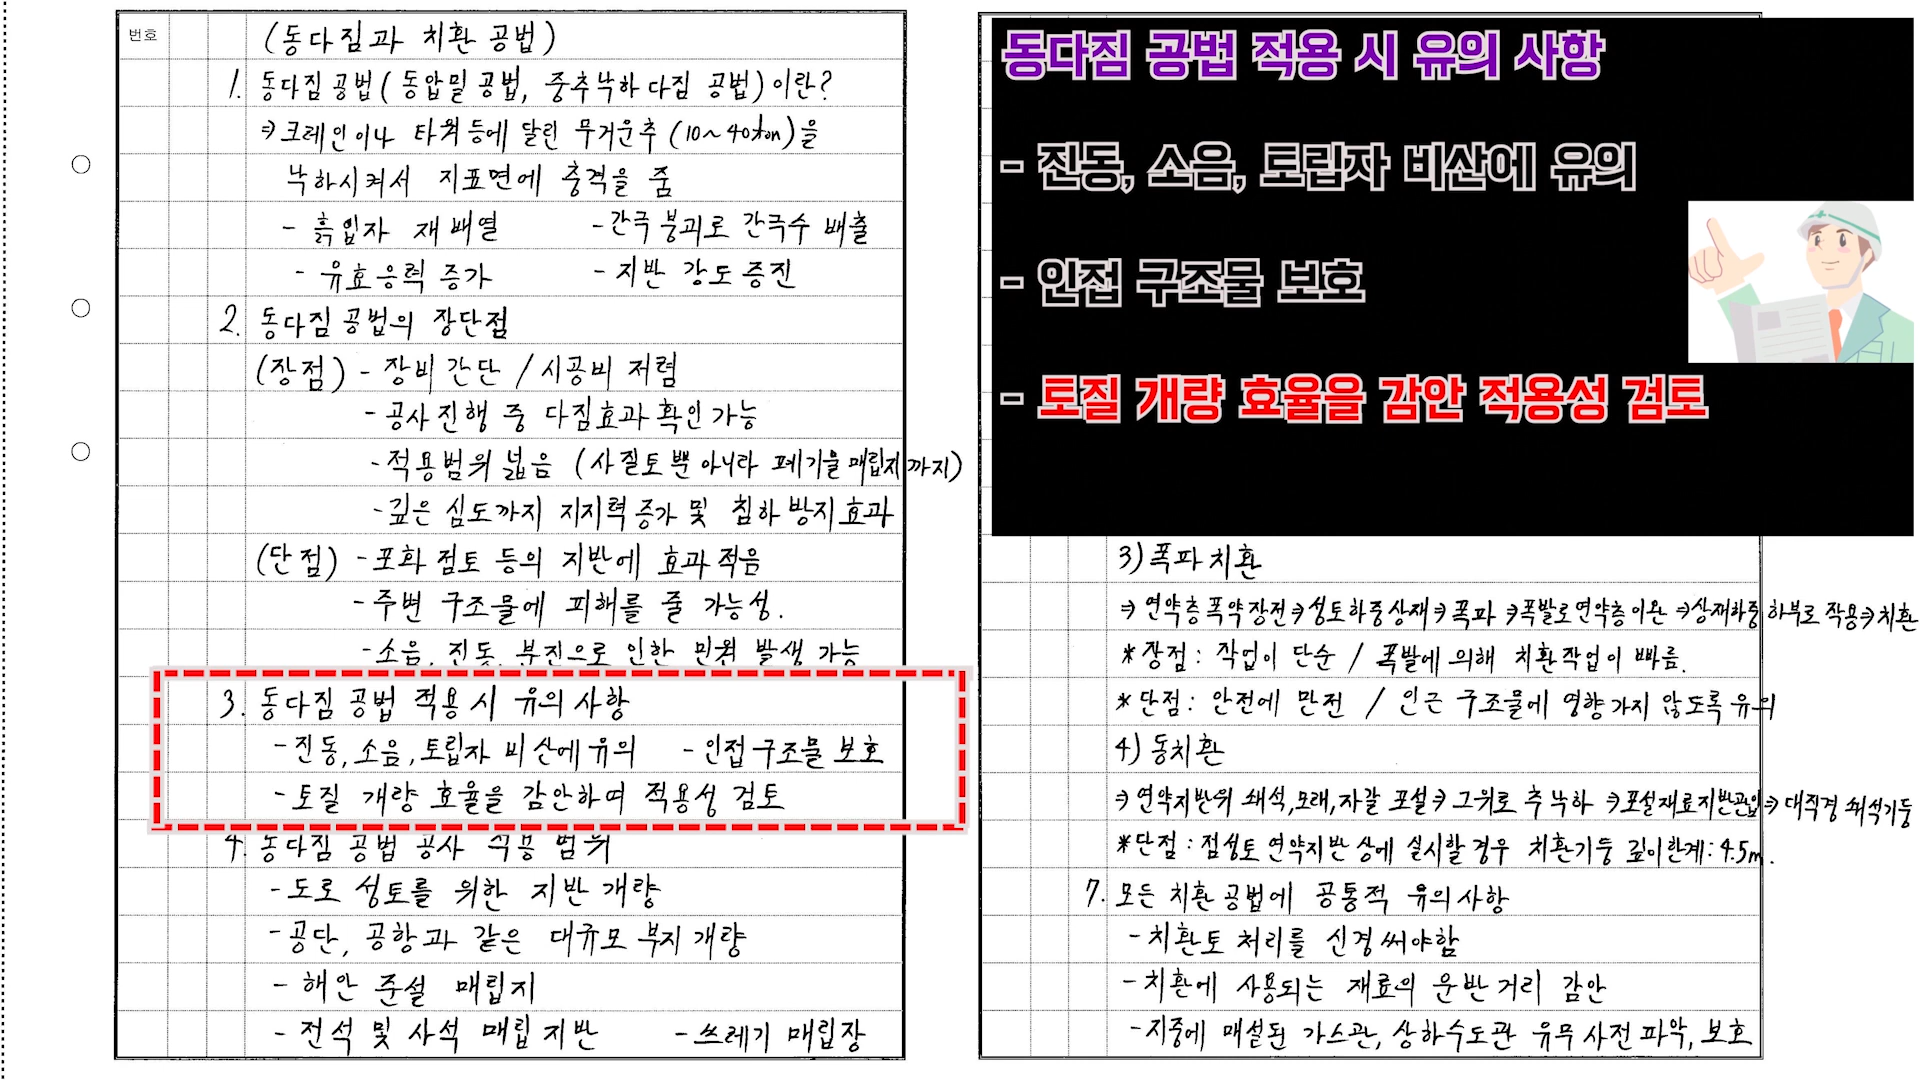 번호
(동다짐과 치환 공법)
1. 동다짐공법(동압밀 공법, 중추낙하다짐 공법)이란?
⇒크레인이나 타워등에 달린 무거운추 (10~40ton)을
낙하시켜서 지표면에 충격을 줌
- 흙입자 재배열 -간극 붕괴로 간극수 배출
- 유효응력 증가 - 지반 강도 증진
2. 동다짐 공법의 장단점
(장점) - 장비 간단 / 시공비 저렴
- 공사진행 중 다짐효과 확인 가능
-적용범위 넓음 (사질토뿐 아니라 폐기물 매립지까지)
-깊은 심도까지 지지력 증가 및 침하 방지 효과
(단점) -포화점토 등의 지반에 효과적음
-주변 구조물에 피해를 줄 가능성.
-소음, 진동, 분진으로 인한 민원 발생 가능
3. 동다짐 공법 적용 시 유의 사항
-진동, 소음, 토립자 비산에 유의 -인접 구조물 보호
- 토질 개량 효율을 감안하여 적용성 검토
4. 동다짐 공법 공사 적용 범위
-도로 성토를 위한 지반 개량
-공단, 공항과 같은 대규모 부지 개량
- 해안 준설 매립지
- 전석 및 사석 매립 지반 -쓰레기 매립장
동다짐 공법 적용 시 유의 사항
- 진동, 소음, 토립자 비산에 유의
- 인접 구조물 보호
- 토질 개량 효율을 감안 적용성 검토
3) 폭파치환
⇒연약층 폭약장전⇒성토하중상재⇒폭파⇒폭발로연약층이완⇒상재하중 하부로 작용⇒치환
*장점: 작업이 단순 / 폭발에 의해 치환작업이 빠름.
*단점: 안전에 만전 / 인근 구조물에 영향가지 않도록 유의
4) 동치환
⇒연약지반위 쇄석,모래,자갈 포설⇒그위로 추 낙하 ⇒포설재료지반관입⇒대직경 쇄석기둥
*단점: 점성토 연약지반 상에 실시할 경우 치환기둥 깊이한계: 4.5m.
7. 모든 치환 공법에 공통적 유의사항
-치환토 처리를 신경써야함
-치환에 사용되는 재료의 운반 거리 감안
-지중에 매설된 가스관, 상하수도관 유무 사전 파악, 보호